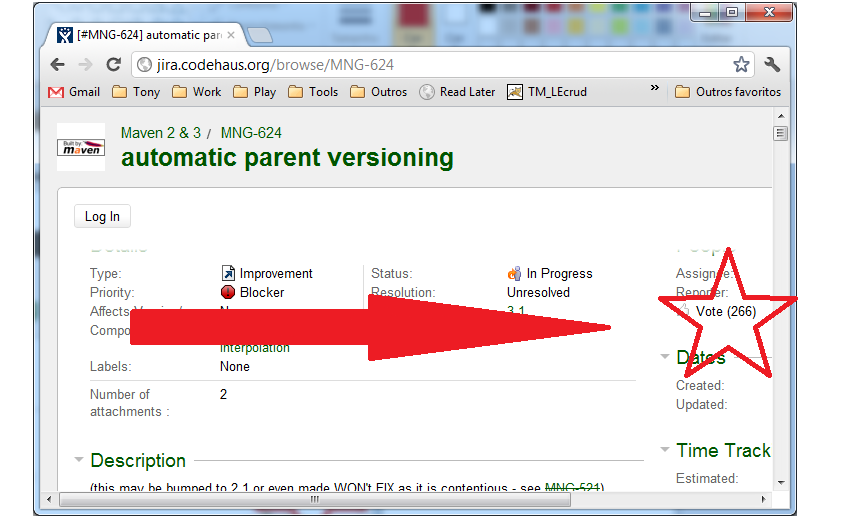 [#MNG-624] automatic par
jira.codehaus.org/browse/MNG-624
Gmail Tony Work Play Tools Outros Read Later TM_LEcrud » Outros favoritos
Built by
maven
Maven 2 & 3 / MNG-624
automatic parent versioning
Log In
Details People
Type: Improvement Status: In Progress Assignee:
Priority: Blocker Resolution: Unresolved Reporter:
Affects 3.1 Vote (266)
Compo
Interpolation
Labels: None Dates
Number of 2 Created:
attachments : Updated:
Description Time Track
(this may be bumped to 2.1 or even made WON't FIX as it is contentious - see MNG-521) Estimated: